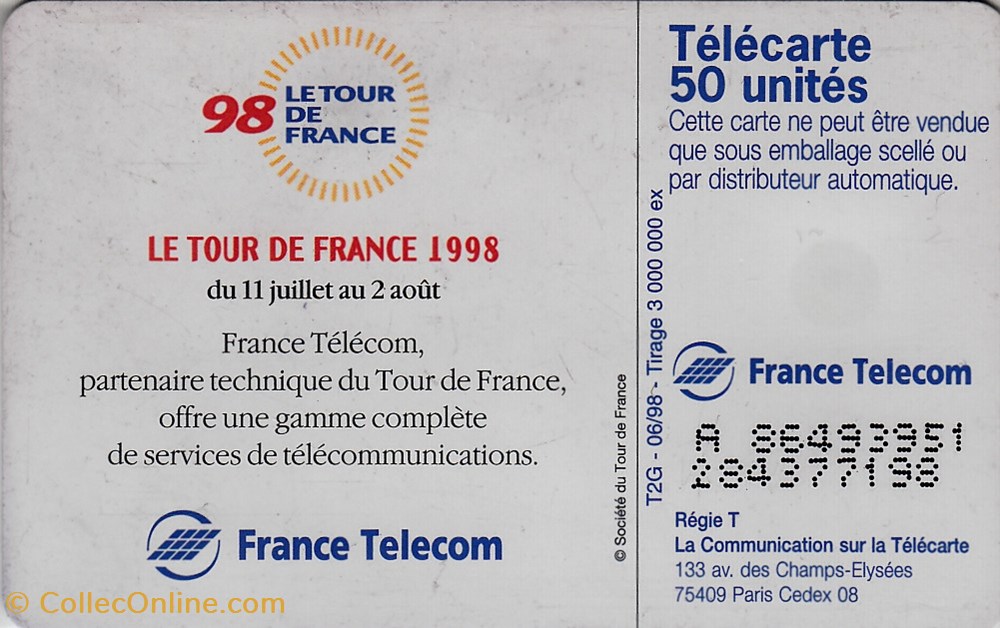 98 LE TOUR
DE
FRANCE
LE TOUR DE FRANCE 1998
du 11 juillet au 2 août
France Télécom,
partenaire technique du Tour de France,
offre une gamme complète
de services de télécommunications.
France Telecom
© Société du Tour de France
T2G - 06/98 - Tirage 3 000 000 ex
Télécarte
50 unités
Cette carte ne peut être vendue
que sous emballage scellé ou
par distributeur automatique.
France Telecom
A 86493951
284377198
Régie T
La Communication sur la Télécarte
133 av. des Champs-Elysées
75409 Paris Cedex 08
© CollecOnline.com